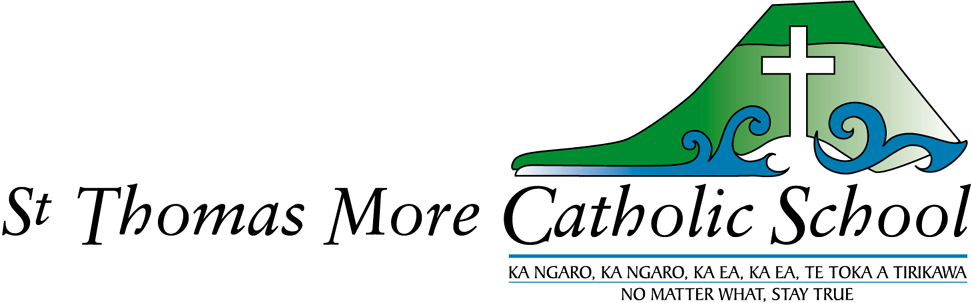 St Thomas More Catholic School
KA NGARO, KA NGARO, KA EA, KA EA, TE TOKA A TIRIKAWA
NO MATTER WHAT, STAY TRUE